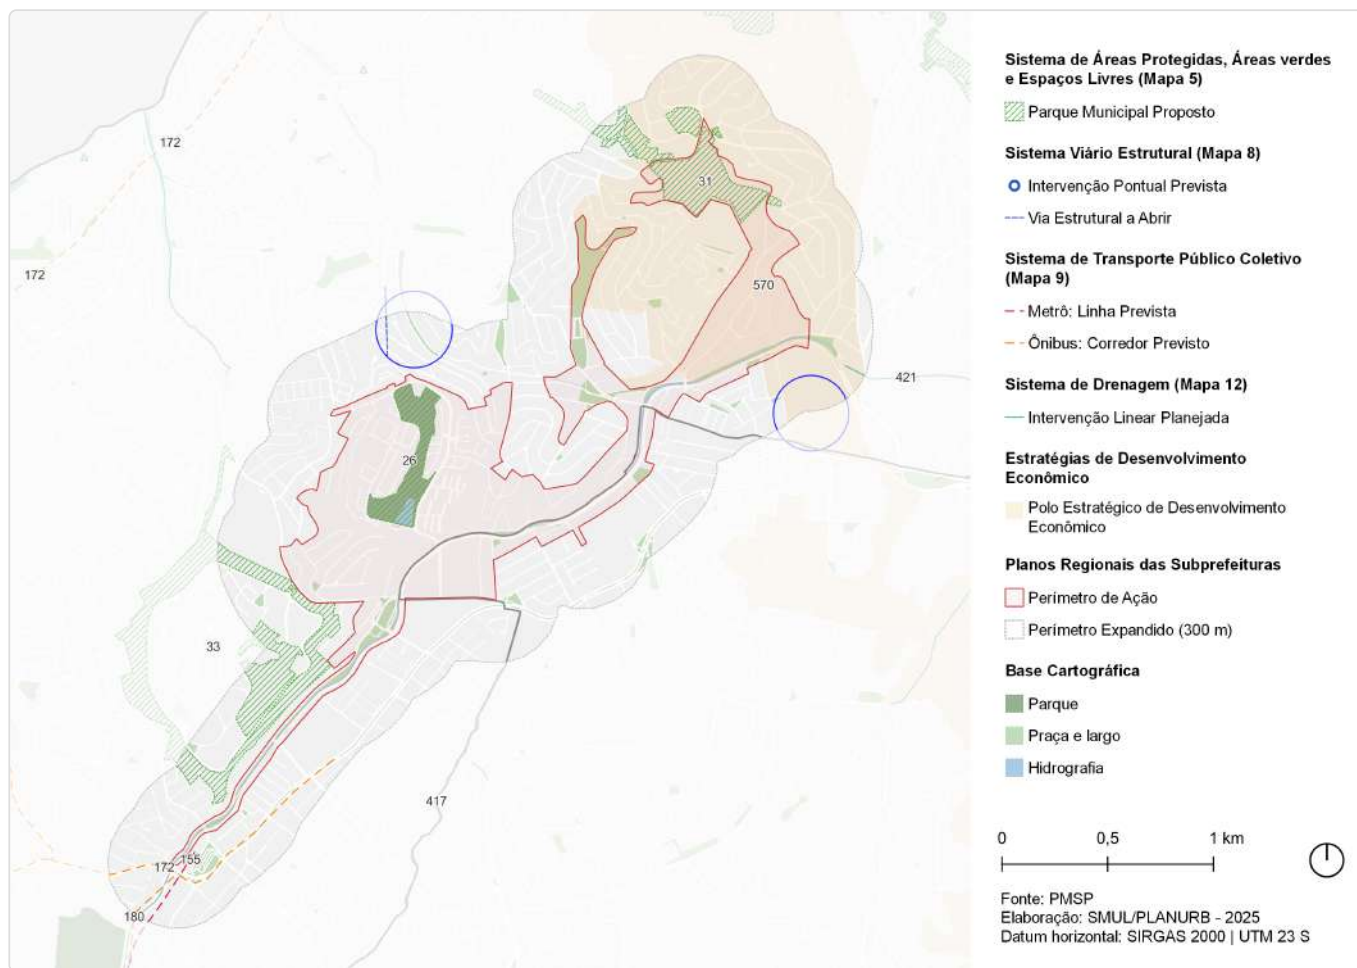 172
172
31
570
421
26
33
417
172
155
180
Sistema de Áreas Protegidas, Áreas verdes
e Espaços Livres (Mapa 5)
Parque Municipal Proposto
Sistema Viário Estrutural (Mapa 8)
Intervenção Pontual Prevista
Via Estrutural a Abrir
Sistema de Transporte Público Coletivo
(Mapa 9)
Metrô: Linha Prevista
Ônibus: Corredor Previsto
Sistema de Drenagem (Mapa 12)
Intervenção Linear Planejada
Estratégias de Desenvolvimento
Econômico
Polo Estratégico de Desenvolvimento
Econômico
Planos Regionais das Subprefeituras
Perímetro de Ação
Perímetro Expandido (300 m)
Base Cartográfica
Parque
Praça e largo
Hidrografia
0 0,5 1 km
Fonte: PMSP
Elaboração: SMUL/PLANURB - 2025
Datum horizontal: SIRGAS 2000 | UTM 23 S